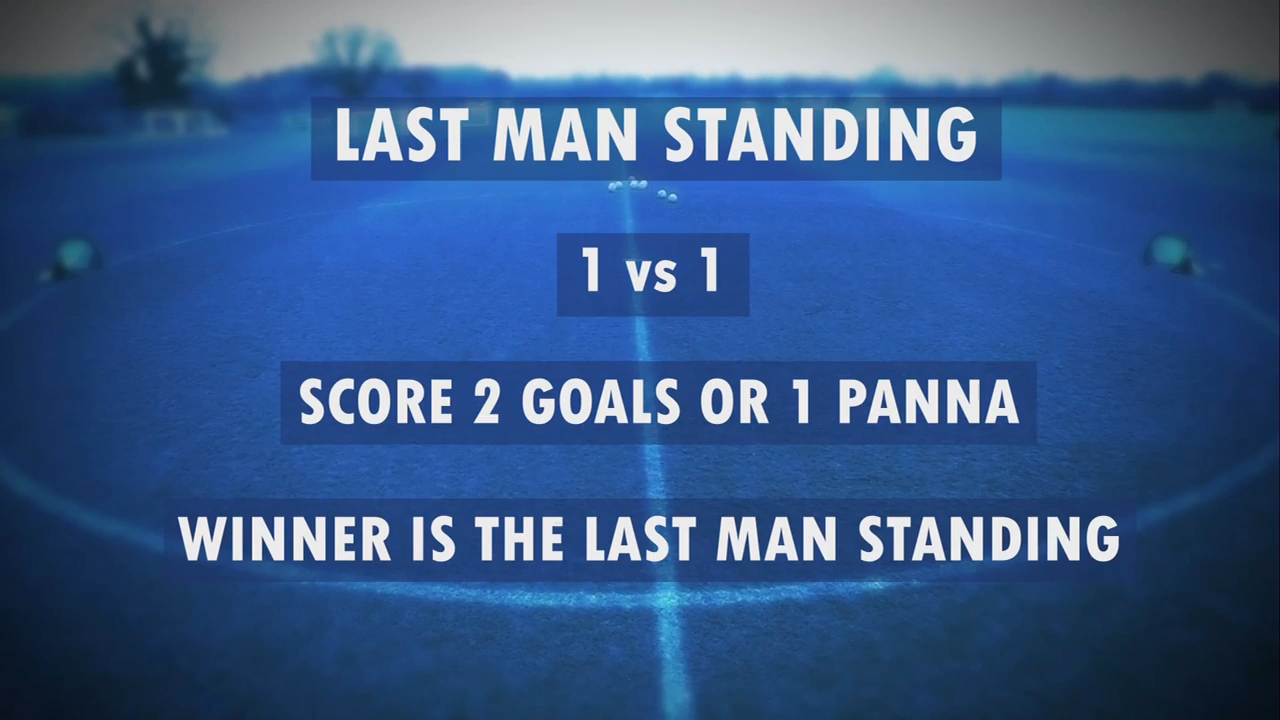 LAST MAN STANDING
1 vs 1
SCORE 2 GOALS OR 1 PANNA
WINNER IS THE LAST MAN STANDING